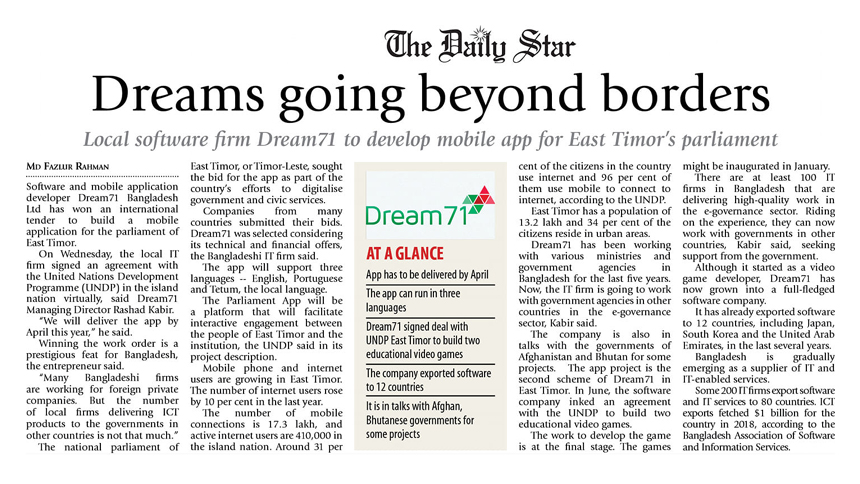 The Daily Star
Dreams going beyond borders
Local software firm Dream71 to develop mobile app for East Timor's parliament
MD FAZLUR RAHMAN
Software and mobile application
developer Dream71 Bangladesh
Ltd has won an international
tender to build a mobile
application for the parliament of
East Timor.
On Wednesday, the local IT
firm signed an agreement with
the United Nations Development
Programme (UNDP) in the island
nation virtually, said Dream71
Managing Director Rashad Kabir.
"We will deliver the app by
April this year," he said.
Winning the work order is a
prestigious feat for Bangladesh,
the entrepreneur said.
"Many Bangladeshi firms
are working for foreign private
companies. But the number
of local firms delivering ICT
products to the governments in
other countries is not that much."
The national parliament of
East Timor, or Timor-Leste, sought
the bid for the app as part of the
country's efforts to digitalise
government and civic services.
Companies from many
countries submitted their bids.
Dream71 was selected considering
its technical and financial offers,
the Bangladeshi IT firm said.
The app will support three
languages -- English, Portuguese
and Tetum, the local language.
The Parliament App will be
a platform that will facilitate
interactive engagement between
the people of East Timor and the
institution, the UNDP said in its
project description.
Mobile phone and internet
users are growing in East Timor.
The number of internet users rose
by 10 per cent in the last year.
The number of mobile
connections is 17.3 lakh, and
active internet users are 410,000 in
the island nation. Around 31 per
Dream71
AT A GLANCE
App has to be delivered by April
The app can run in three
languages
Dream71 signed deal with
UNDP East Timor to build two
educational video games
The company exported software
to 12 countries
It is in talks with Afghan,
Bhutanese governments for
some projects
cent of the citizens in the country
use internet and 96 per cent of
them use mobile to connect to
internet, according to the UNDP.
East Timor has a population of
13.2 lakh and 34 per cent of the
citizens reside in urban areas.
Dream71 has been working
with various ministries and
government agencies in
Bangladesh for the last five years.
Now, the IT firm is going to work
with government agencies in other
countries in the e-governance
sector, Kabir said.
The company is also in
talks with the governments of
Afghanistan and Bhutan for some
projects. The app project is the
second scheme of Dream71 in
East Timor. In June, the software
company inked an agreement
with the UNDP to build two
educational video games.
The work to develop the game
is at the final stage. The games
might be inaugurated in January.
There are at least 100 IT
firms in Bangladesh that are
delivering high-quality work in
the e-governance sector. Riding
on the experience, they can now
work with governments in other
countries, Kabir said, seeking
support from the government.
Although it started as a video
game developer, Dream71 has
now grown into a full-fledged
software company.
It has already exported software
to 12 countries, including Japan,
South Korea and the United Arab
Emirates, in the last several years.
Bangladesh is gradually
emerging as a supplier of IT and
IT-enabled services.
Some 200 IT firms export software
and IT services to 80 countries. ICT
exports fetched $1 billion for the
country in 2018, according to the
Bangladesh Association of Software
and Information Services.